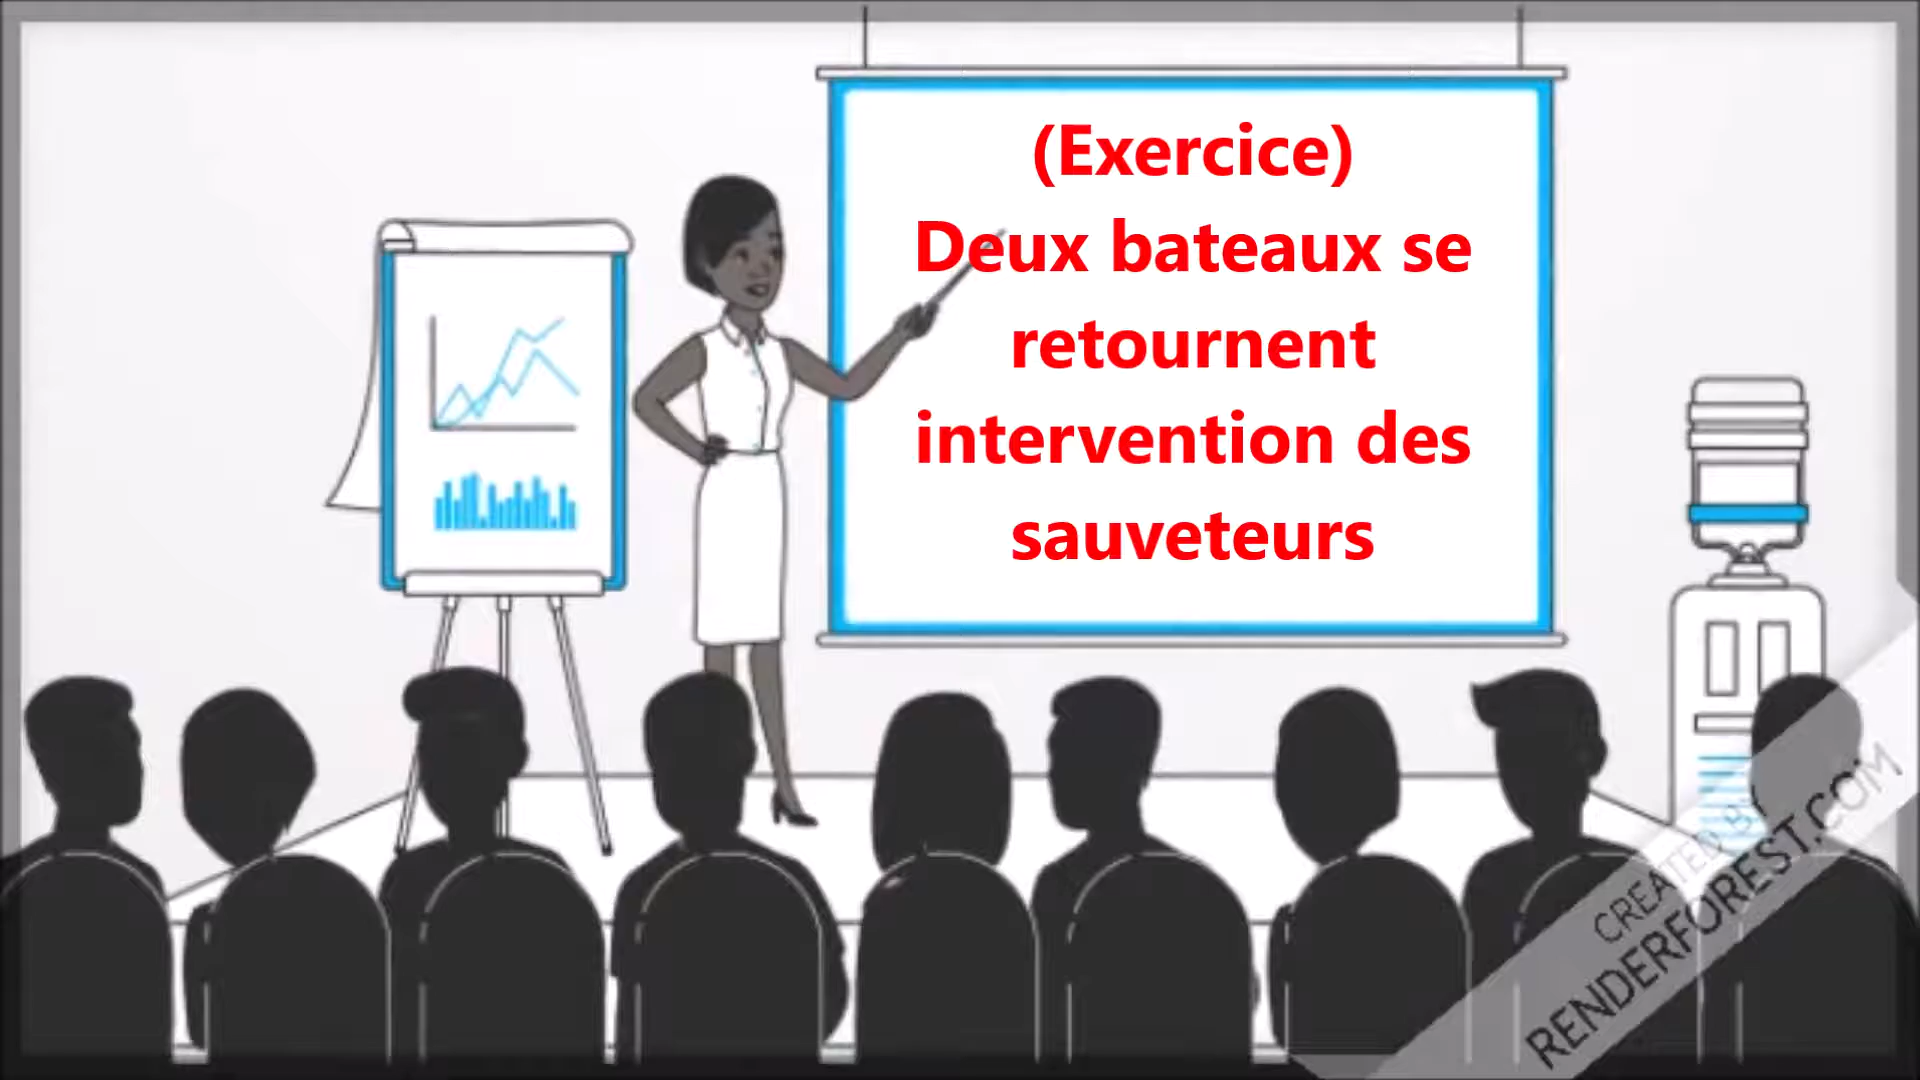 (Exercice)
Deux bateaux se
retournent
intervention des
sauveteurs
CREATED BY
RENDERFOREST.COM